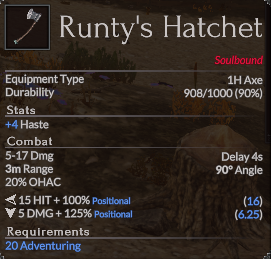 Runty's Hatchet
Soulbound
Equipment Type 1H Axe
Durability 908/1000 (90%)
Stats
+4 Haste
Combat
5-17 Dmg Delay 4s
3m Range 90° Angle
20% OHAC
15 HIT + 100% Positional (16)
5 DMG + 125% Positional (6.25)
Requirements
20 Adventuring